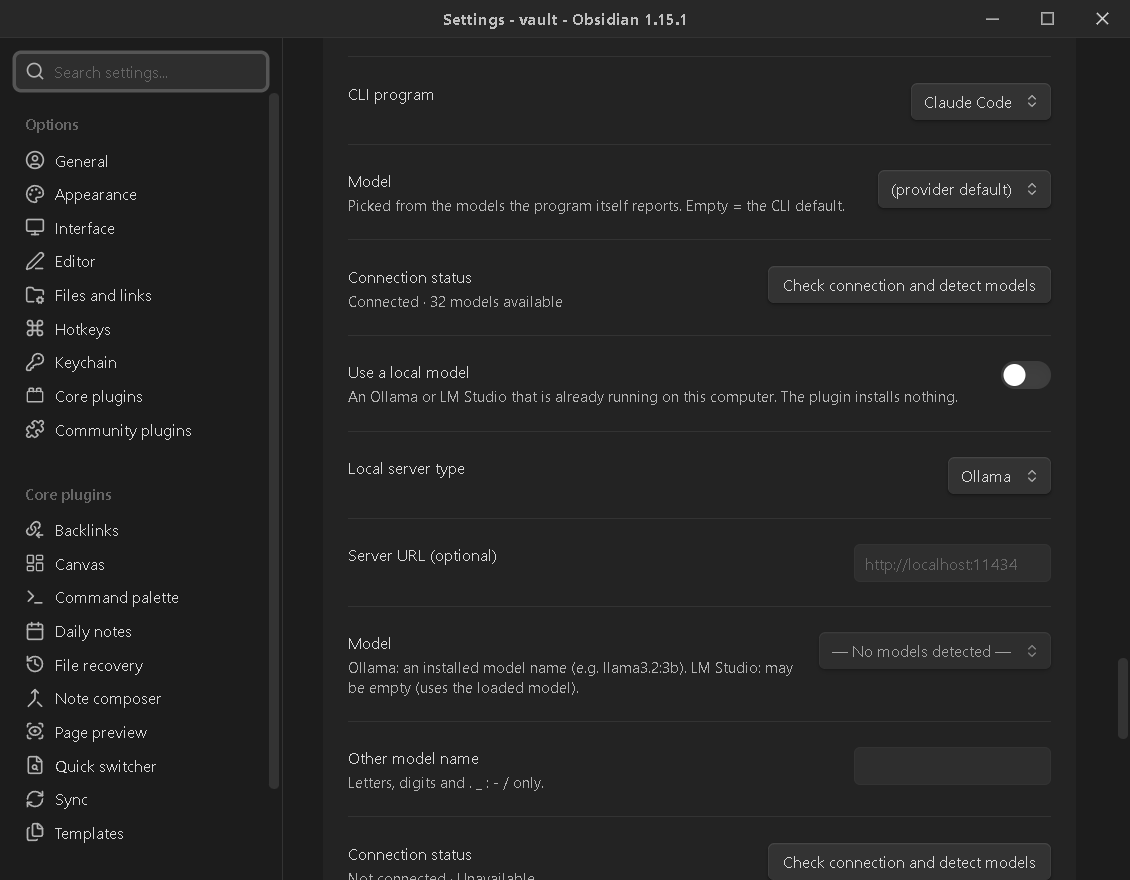 Settings - vault - Obsidian 1.15.1
Search settings...
Options
General
Appearance
Interface
Editor
Files and links
Hotkeys
Keychain
Core plugins
Community plugins
Core plugins
Backlinks
Canvas
Command palette
Daily notes
File recovery
Note composer
Page preview
Quick switcher
Sync
Templates
CLI program
Claude Code
Model
Picked from the models the program itself reports. Empty = the CLI default.
(provider default)
Connection status
Connected · 32 models available
Check connection and detect models
Use a local model
An Ollama or LM Studio that is already running on this computer. The plugin installs nothing.
Local server type
Ollama
Server URL (optional)
http://localhost:11434
Model
Ollama: an installed model name (e.g. llama3.2:3b). LM Studio: may
be empty (uses the loaded model).
— No models detected —
Other model name
Letters, digits and . _ : - / only.
Connection status
Not connected · Unavailable
Check connection and detect models